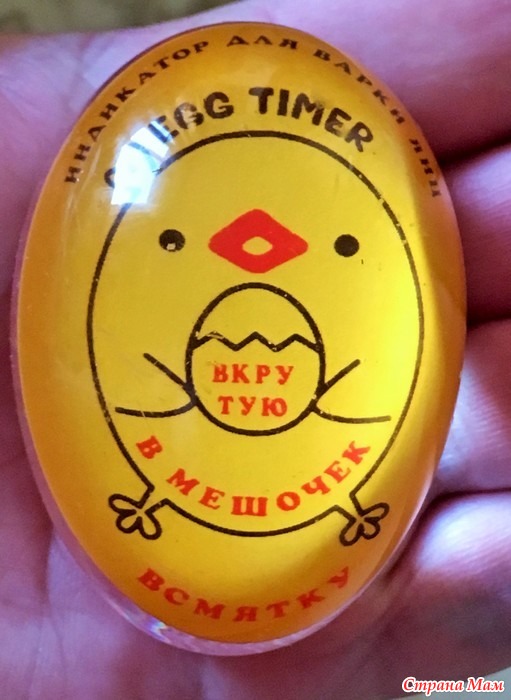 ИНДИКАТОР ДЛЯ ВАРКИ ЯИЦ
EGG TIMER
ВКРУ
ТУЮ
В МЕШОЧЕК
ВСМЯТКУ
Страна Мам